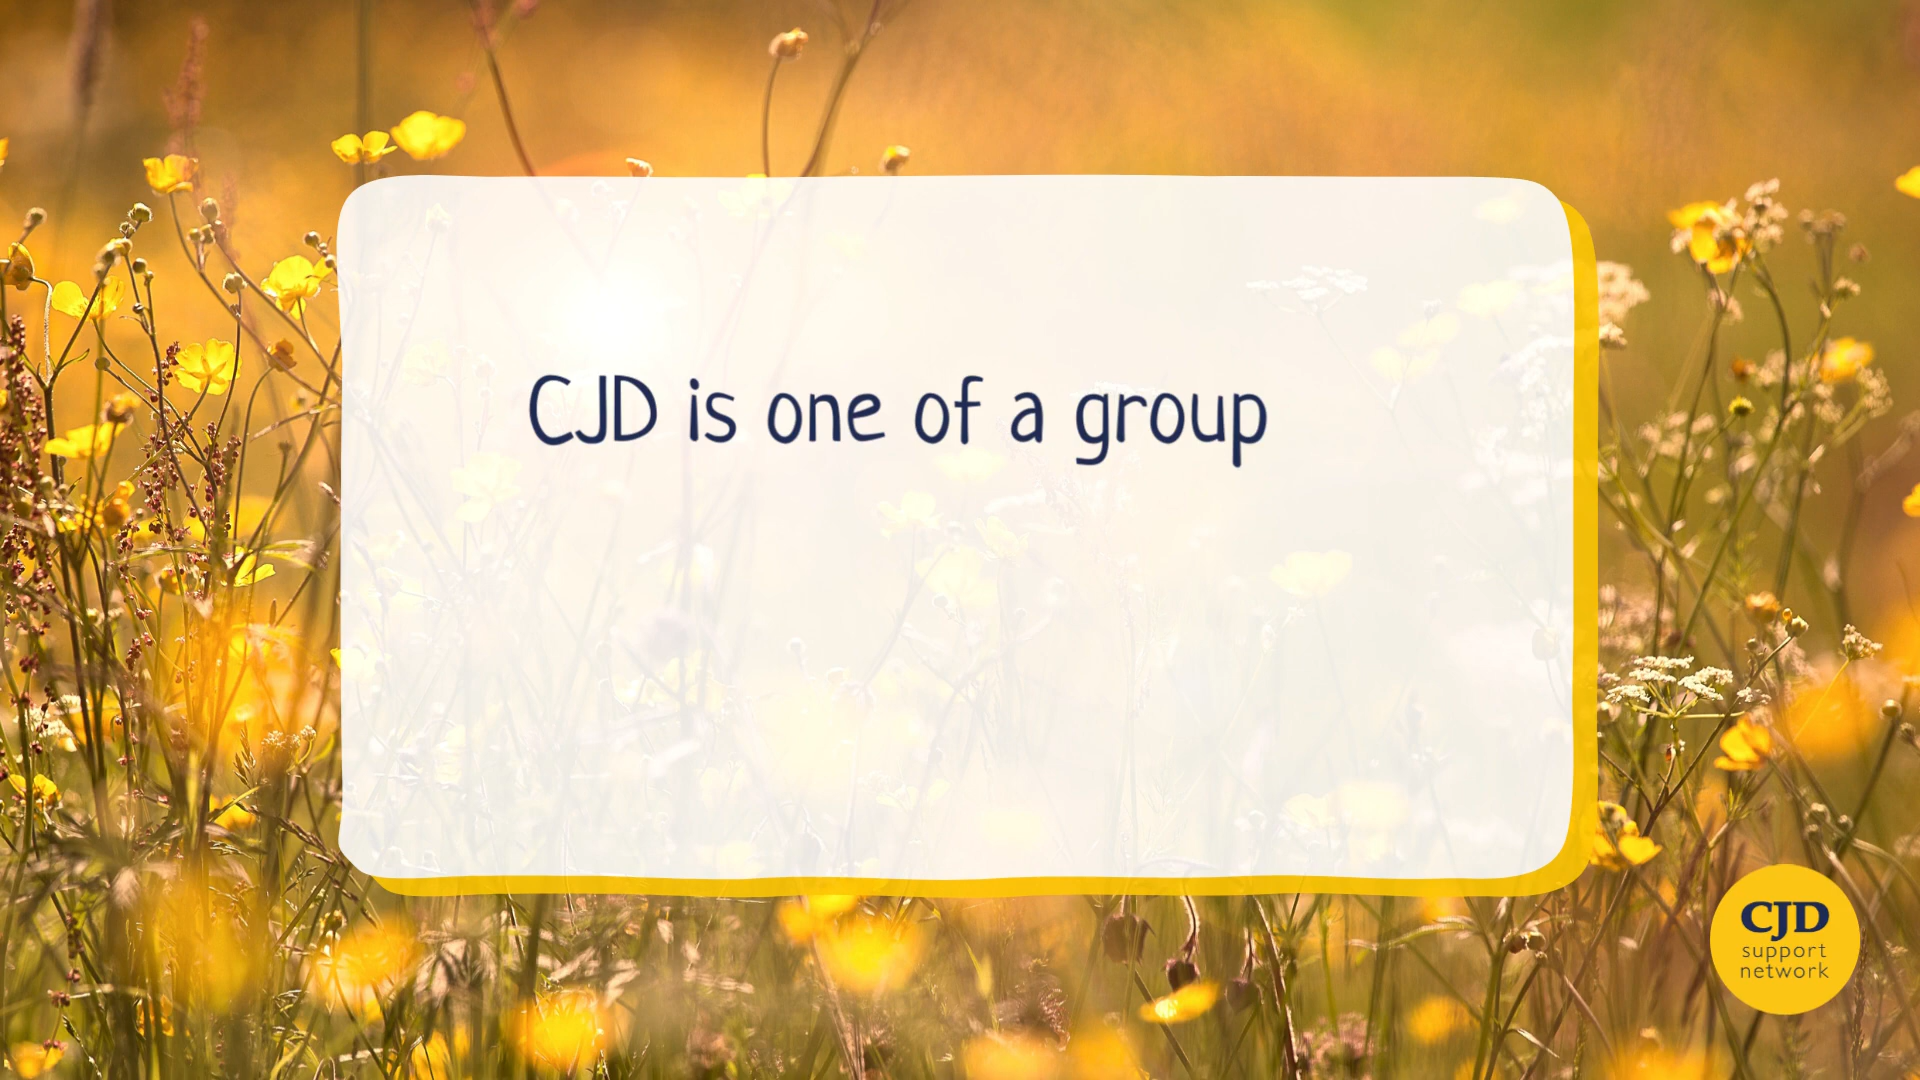 CJD is one of a group
CJD
support
network